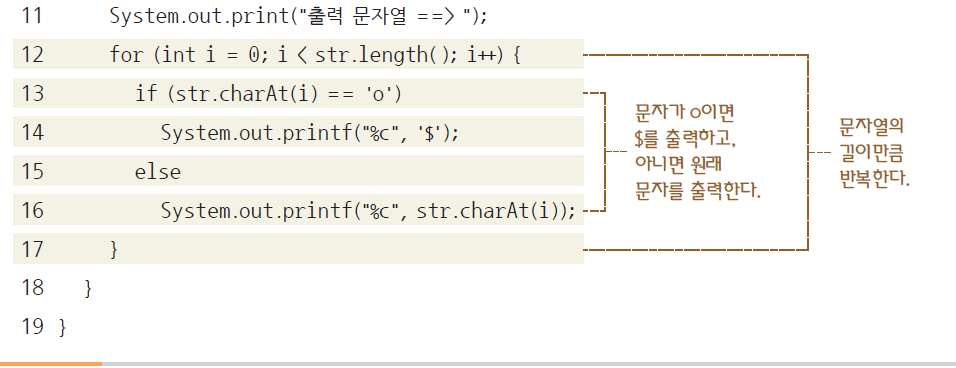 11 System.out.print("출력 문자열 ==> ");
12 for (int i = 0; i < str.length(); i++) {
13 if (str.charAt(i) == 'o')
14 System.out.printf("%c", '$');
15 else
16 System.out.printf("%c", str.charAt(i));
17 }
18 }
19 }
문자가 o이면
$를 출력하고,
아니면 원래
문자를 출력한다.
문자열의
길이만큼
반복한다.